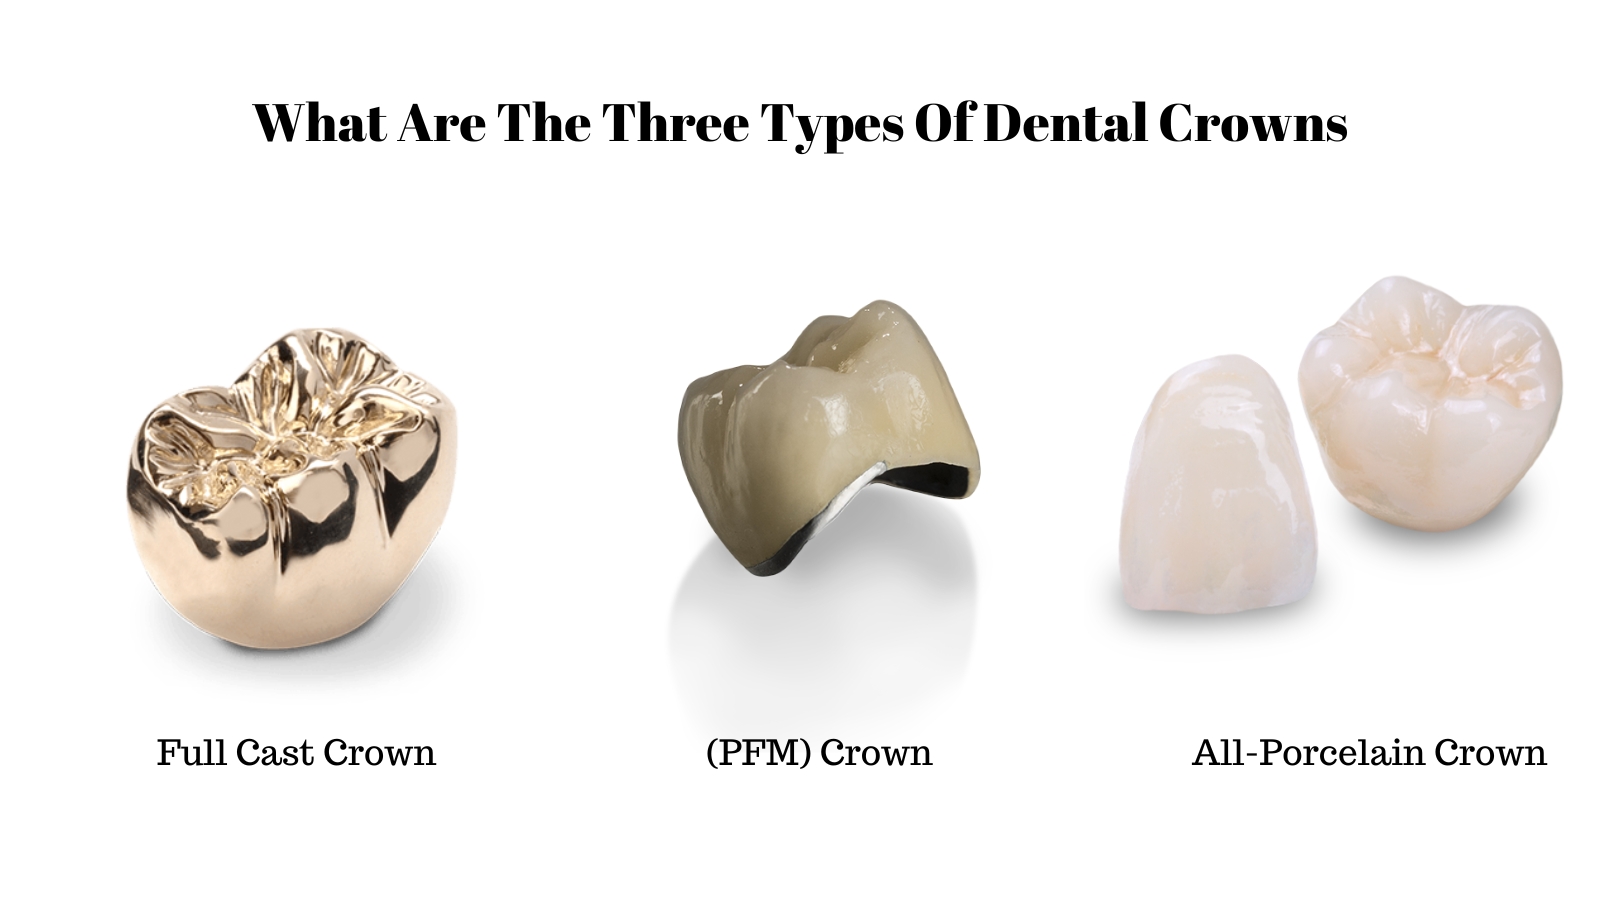 What Are The Three Types Of Dental Crowns
Full Cast Crown
(PFM) Crown
All-Porcelain Crown